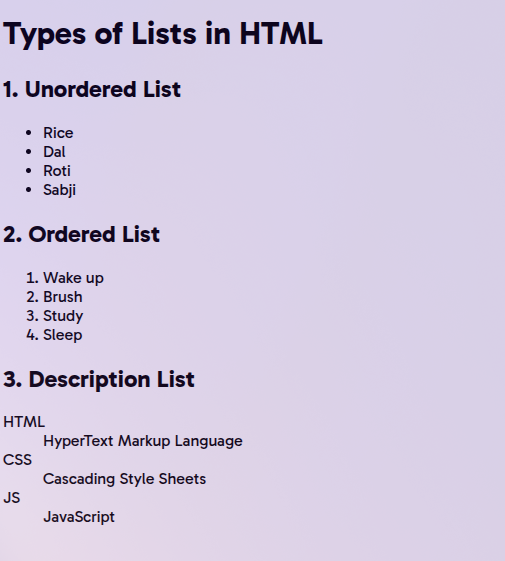 Types of Lists in HTML
1. Unordered List
• Rice
• Dal
• Roti
• Sabji
2. Ordered List
1. Wake up
2. Brush
3. Study
4. Sleep
3. Description List
HTML
HyperText Markup Language
CSS
Cascading Style Sheets
JS
JavaScript